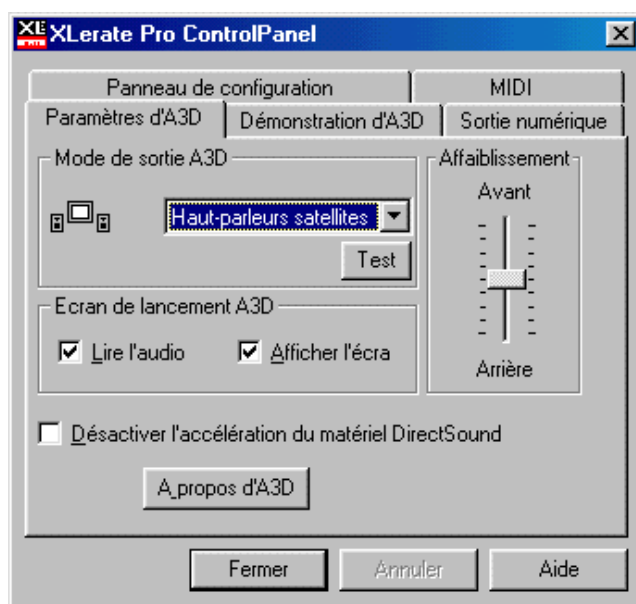 XLerate Pro ControlPanel
Panneau de configuration MIDI
Paramètres d'A3D Démonstration d'A3D Sortie numérique
Mode de sortie A3D
Haut-parleurs satellites
Test
Affaiblissement
Avant
Arrière
Ecran de lancement A3D
Lire l'audio Afficher l'écra
Désactiver l'accélération du matériel DirectSound
A_propos d'A3D
Fermer Annuler Aide